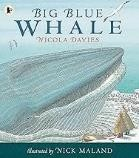 BIG BLUE
WHALE
NICOLA DAVIES
Illustrated by NICK MALAND